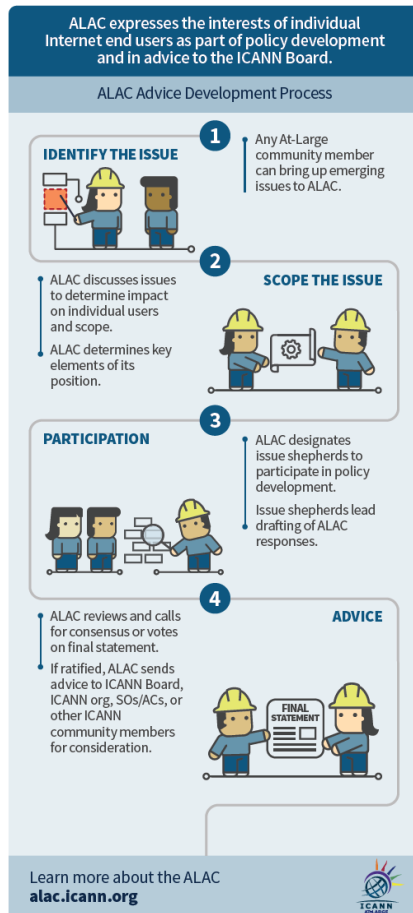 ALAC expresses the interests of individual
Internet end users as part of policy development
and in advice to the ICANN Board.
ALAC Advice Development Process
1
IDENTIFY THE ISSUE
Any At-Large
community member
can bring up emerging
issues to ALAC.
2
SCOPE THE ISSUE
ALAC discusses issues
to determine impact
on individual users
and scope.
ALAC determines key
elements of its
position.
3
PARTICIPATION
ALAC designates
issue shepherds to
participate in policy
development.
Issue shepherds lead
drafting of ALAC
responses.
4
ADVICE
ALAC reviews and calls
for consensus or votes
on final statement.
If ratified, ALAC sends
advice to ICANN Board,
ICANN org, SOs/ACs, or
other ICANN
community members
for consideration.
FINAL
STATEMENT
Learn more about the ALAC
alac.icann.org
ICANN